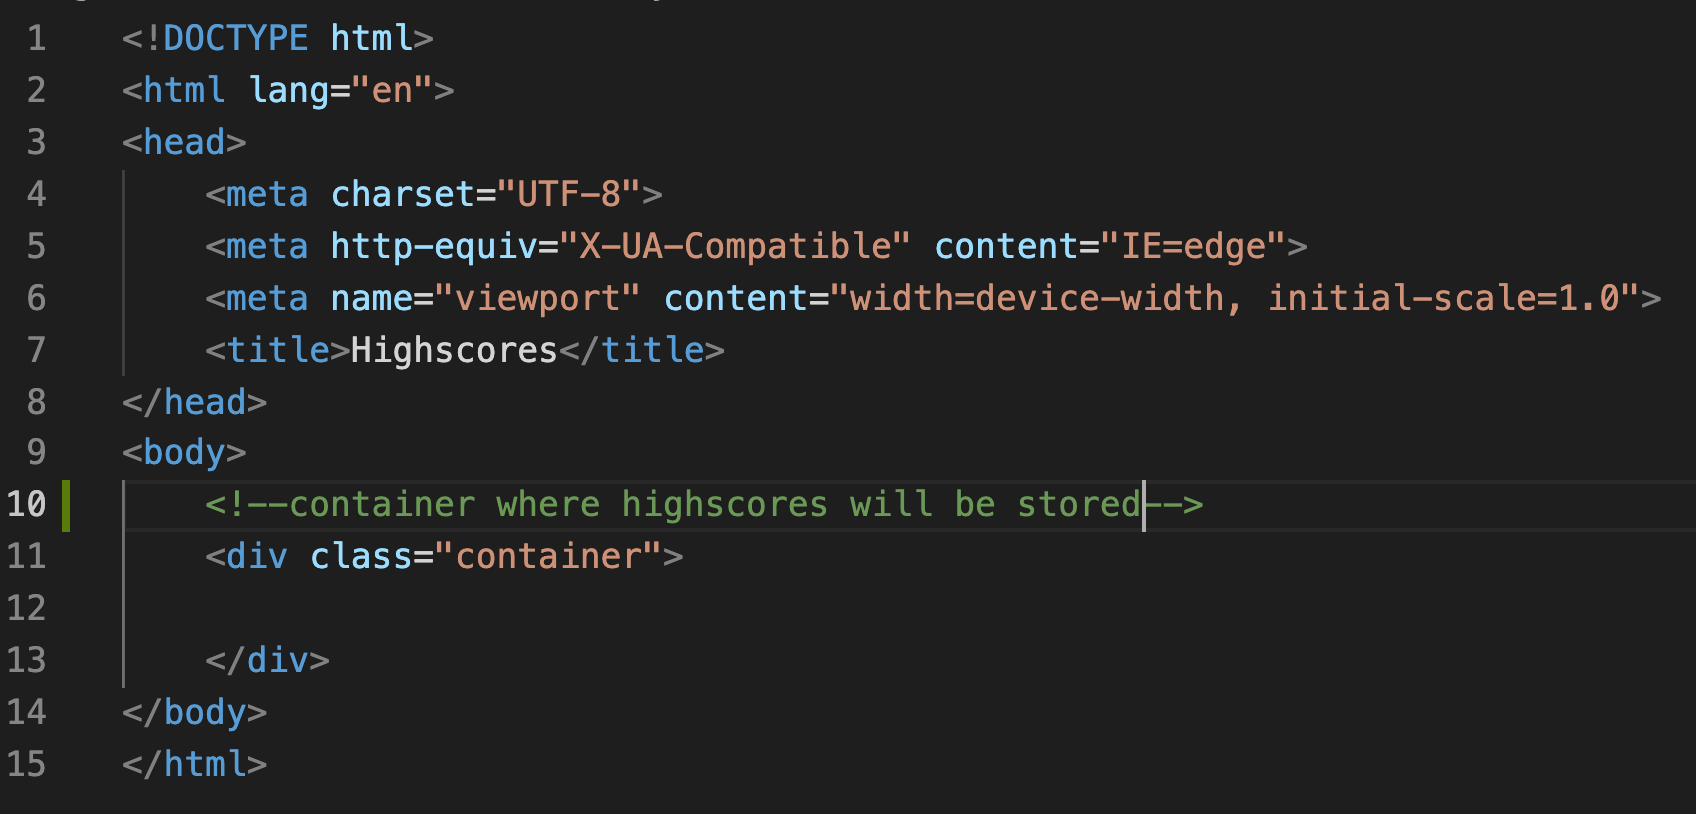 1 <!DOCTYPE html>
2 <html lang="en">
3 <head>
4     <meta charset="UTF-8">
5     <meta http-equiv="X-UA-Compatible" content="IE=edge">
6     <meta name="viewport" content="width=device-width, initial-scale=1.0">
7     <title>Highscores</title>
8 </head>
9 <body>
10     <!--container where highscores will be stored-->
11     <div class="container">
12
13     </div>
14 </body>
15 </html>